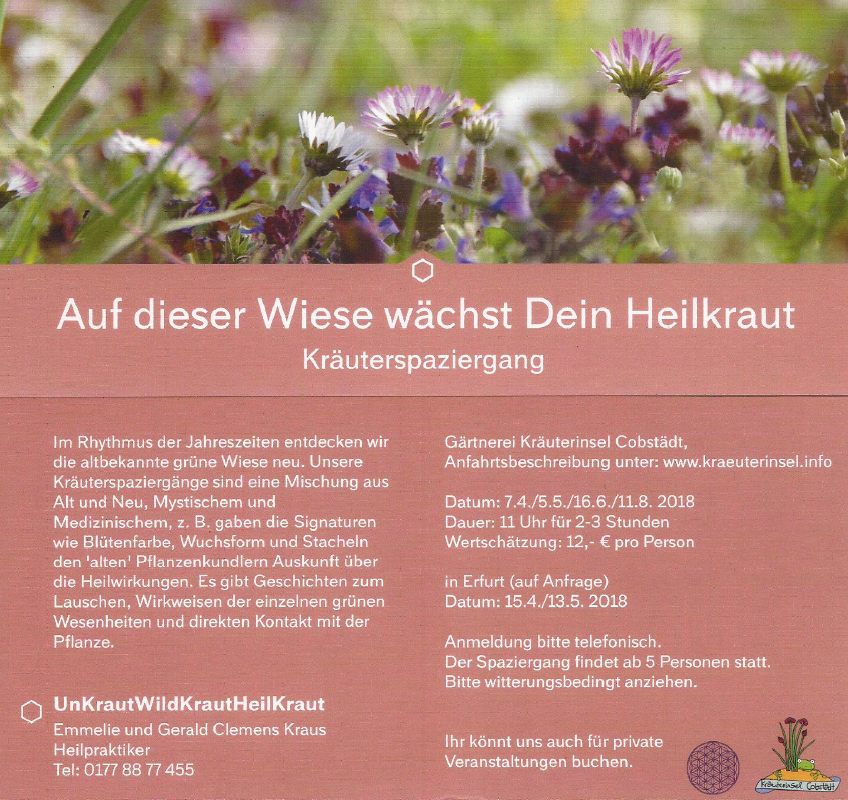 Auf dieser Wiese wächst Dein Heilkraut
Kräuterspaziergang
Im Rhythmus der Jahreszeiten entdecken wir
die altbekannte grüne Wiese neu. Unsere
Kräuterspaziergänge sind eine Mischung aus
Alt und Neu, Mystischem und
Medizinischem, z. B. gaben die Signaturen
wie Blütenfarbe, Wuchsform und Stacheln
den 'alten' Pflanzenkundlern Auskunft über
die Heilwirkungen. Es gibt Geschichten zum
Lauschen, Wirkweisen der einzelnen grünen
Wesenheiten und direkten Kontakt mit der
Pflanze.
UnKrautWildKrautHeilKraut
Emmelie und Gerald Clemens Kraus
Heilpraktiker
Tel: 0177 88 77 455
Gärtnerei Kräuterinsel Cobstädt,
Anfahrtsbeschreibung unter: www.kraeuterinsel.info
Datum: 7.4./5.5./16.6./11.8. 2018
Dauer: 11 Uhr für 2-3 Stunden
Wertschätzung: 12,- € pro Person
in Erfurt (auf Anfrage)
Datum: 15.4./13.5. 2018
Anmeldung bitte telefonisch.
Der Spaziergang findet ab 5 Personen statt.
Bitte witterungsbedingt anziehen.
Ihr könnt uns auch für private
Veranstaltungen buchen.
Kräuterinsel Cobstädt